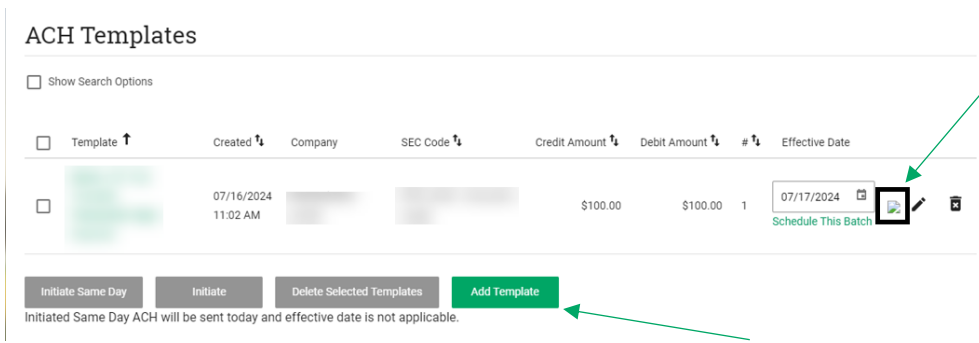 ACH Templates
Show Search Options
Template Created Company SEC Code Credit Amount Debit Amount # Effective Date
07/16/2024
11:02 AM
$100.00 $100.00 1 07/17/2024
Schedule This Batch
Initiate Same Day Initiate Delete Selected Templates Add Template
Initiated Same Day ACH will be sent today and effective date is not applicable.